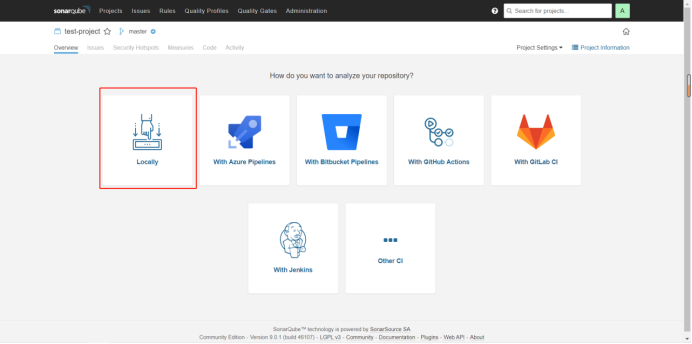 sonarqube Projects Issues Rules Quality Profiles Quality Gates Administration ? Search for projects... A
test-project master
Overview Issues Security Hotspots Measures Code Activity Project Settings Project Information
How do you want to analyze your repository?
Locally With Azure Pipelines With Bitbucket Pipelines With GitHub Actions With GitLab CI
With Jenkins Other CI
SonarQube™ technology is powered by SonarSource SA
Community Edition - Version 9.0.1 (build 46107) - LGPL v3 - Community - Documentation - Plugins - Web API - About